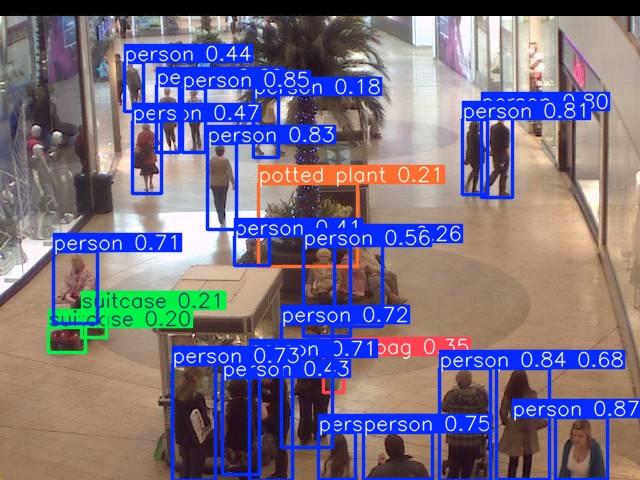 person 0.44
person 0.85
person 0.18
person 0.47
person 0.80
person 0.81
person 0.83
potted plant 0.21
person 0.41
person 0.71
person 0.56
.26
suitcase 0.21
suitcase 0.20
person 0.72
person 0.73
0.71
bag 0.35
person 0.43
person 0.84
0.68
person 0.87
pers
person 0.75